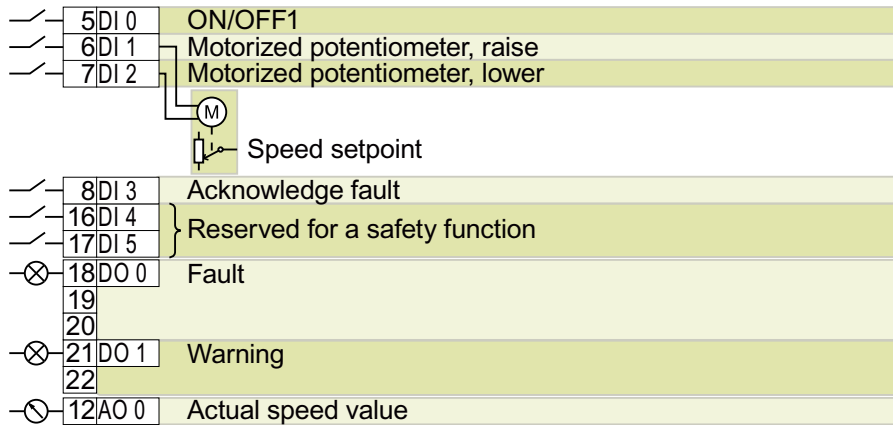 5 DI 0 ON/OFF1
6 DI 1 Motorized potentiometer, raise
7 DI 2 Motorized potentiometer, lower
M
Speed setpoint
8 DI 3 Acknowledge fault
16 DI 4
Reserved for a safety function
17 DI 5
18 DO 0 Fault
19
20
21 DO 1 Warning
22
12 AO 0 Actual speed value